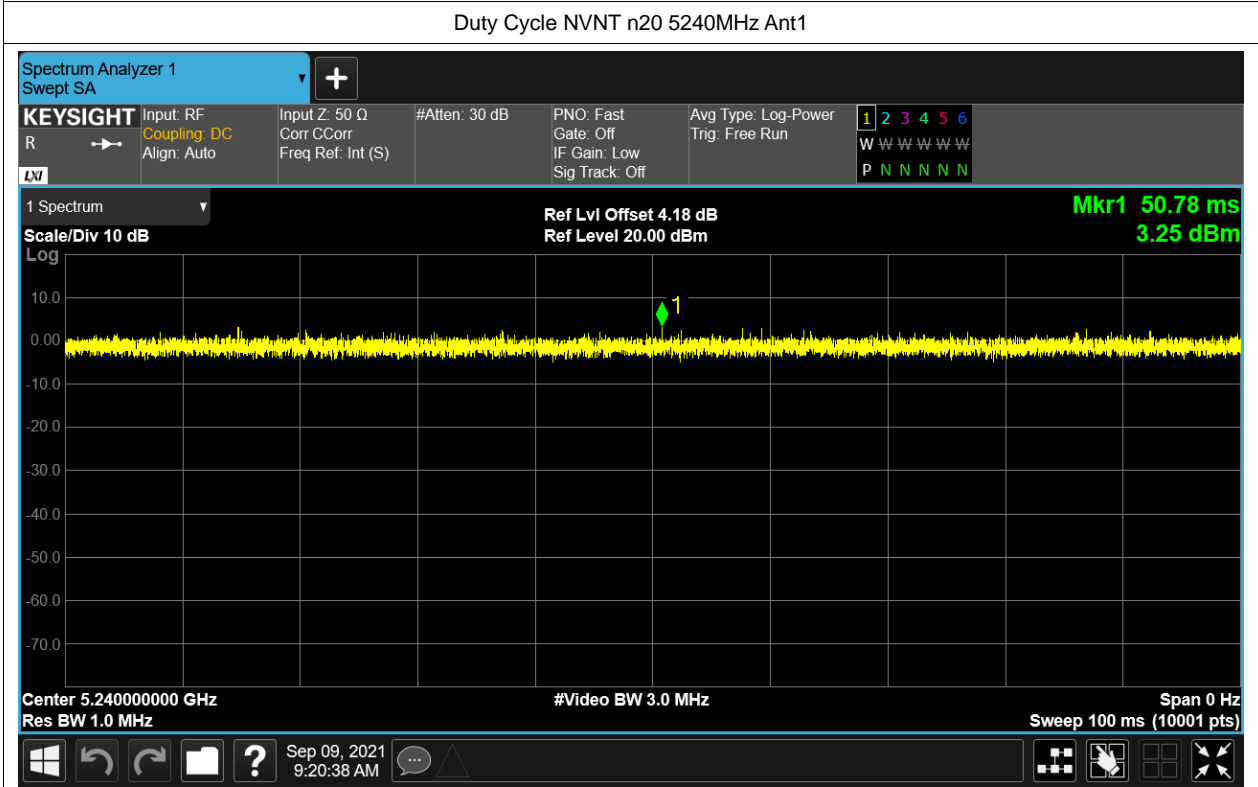 Duty Cycle NVNT n20 5240MHz Ant1
Spectrum Analyzer 1
Swept SA
KEYSIGHT
R
LXI
Input: RF
Coupling: DC
Align: Auto
Input Z: 50 Ω
Corr CCorr
Freq Ref: Int (S)
#Atten: 30 dB
PNO: Fast
Gate: Off
IF Gain: Low
Sig Track: Off
Avg Type: Log-Power
Trig: Free Run
1 2 3 4 5 6
W W W W W W
P N N N N N
1 Spectrum
Scale/Div 10 dB
Ref Lvl Offset 4.18 dB
Ref Level 20.00 dBm
Mkr1 50.78 ms
3.25 dBm
Log
10.0
0.00
-10.0
-20.0
-30.0
-40.0
-50.0
-60.0
-70.0
1
Center 5.240000000 GHz
Res BW 1.0 MHz
#Video BW 3.0 MHz
Span 0 Hz
Sweep 100 ms (10001 pts)
?
Sep 09, 2021
9:20:38 AM